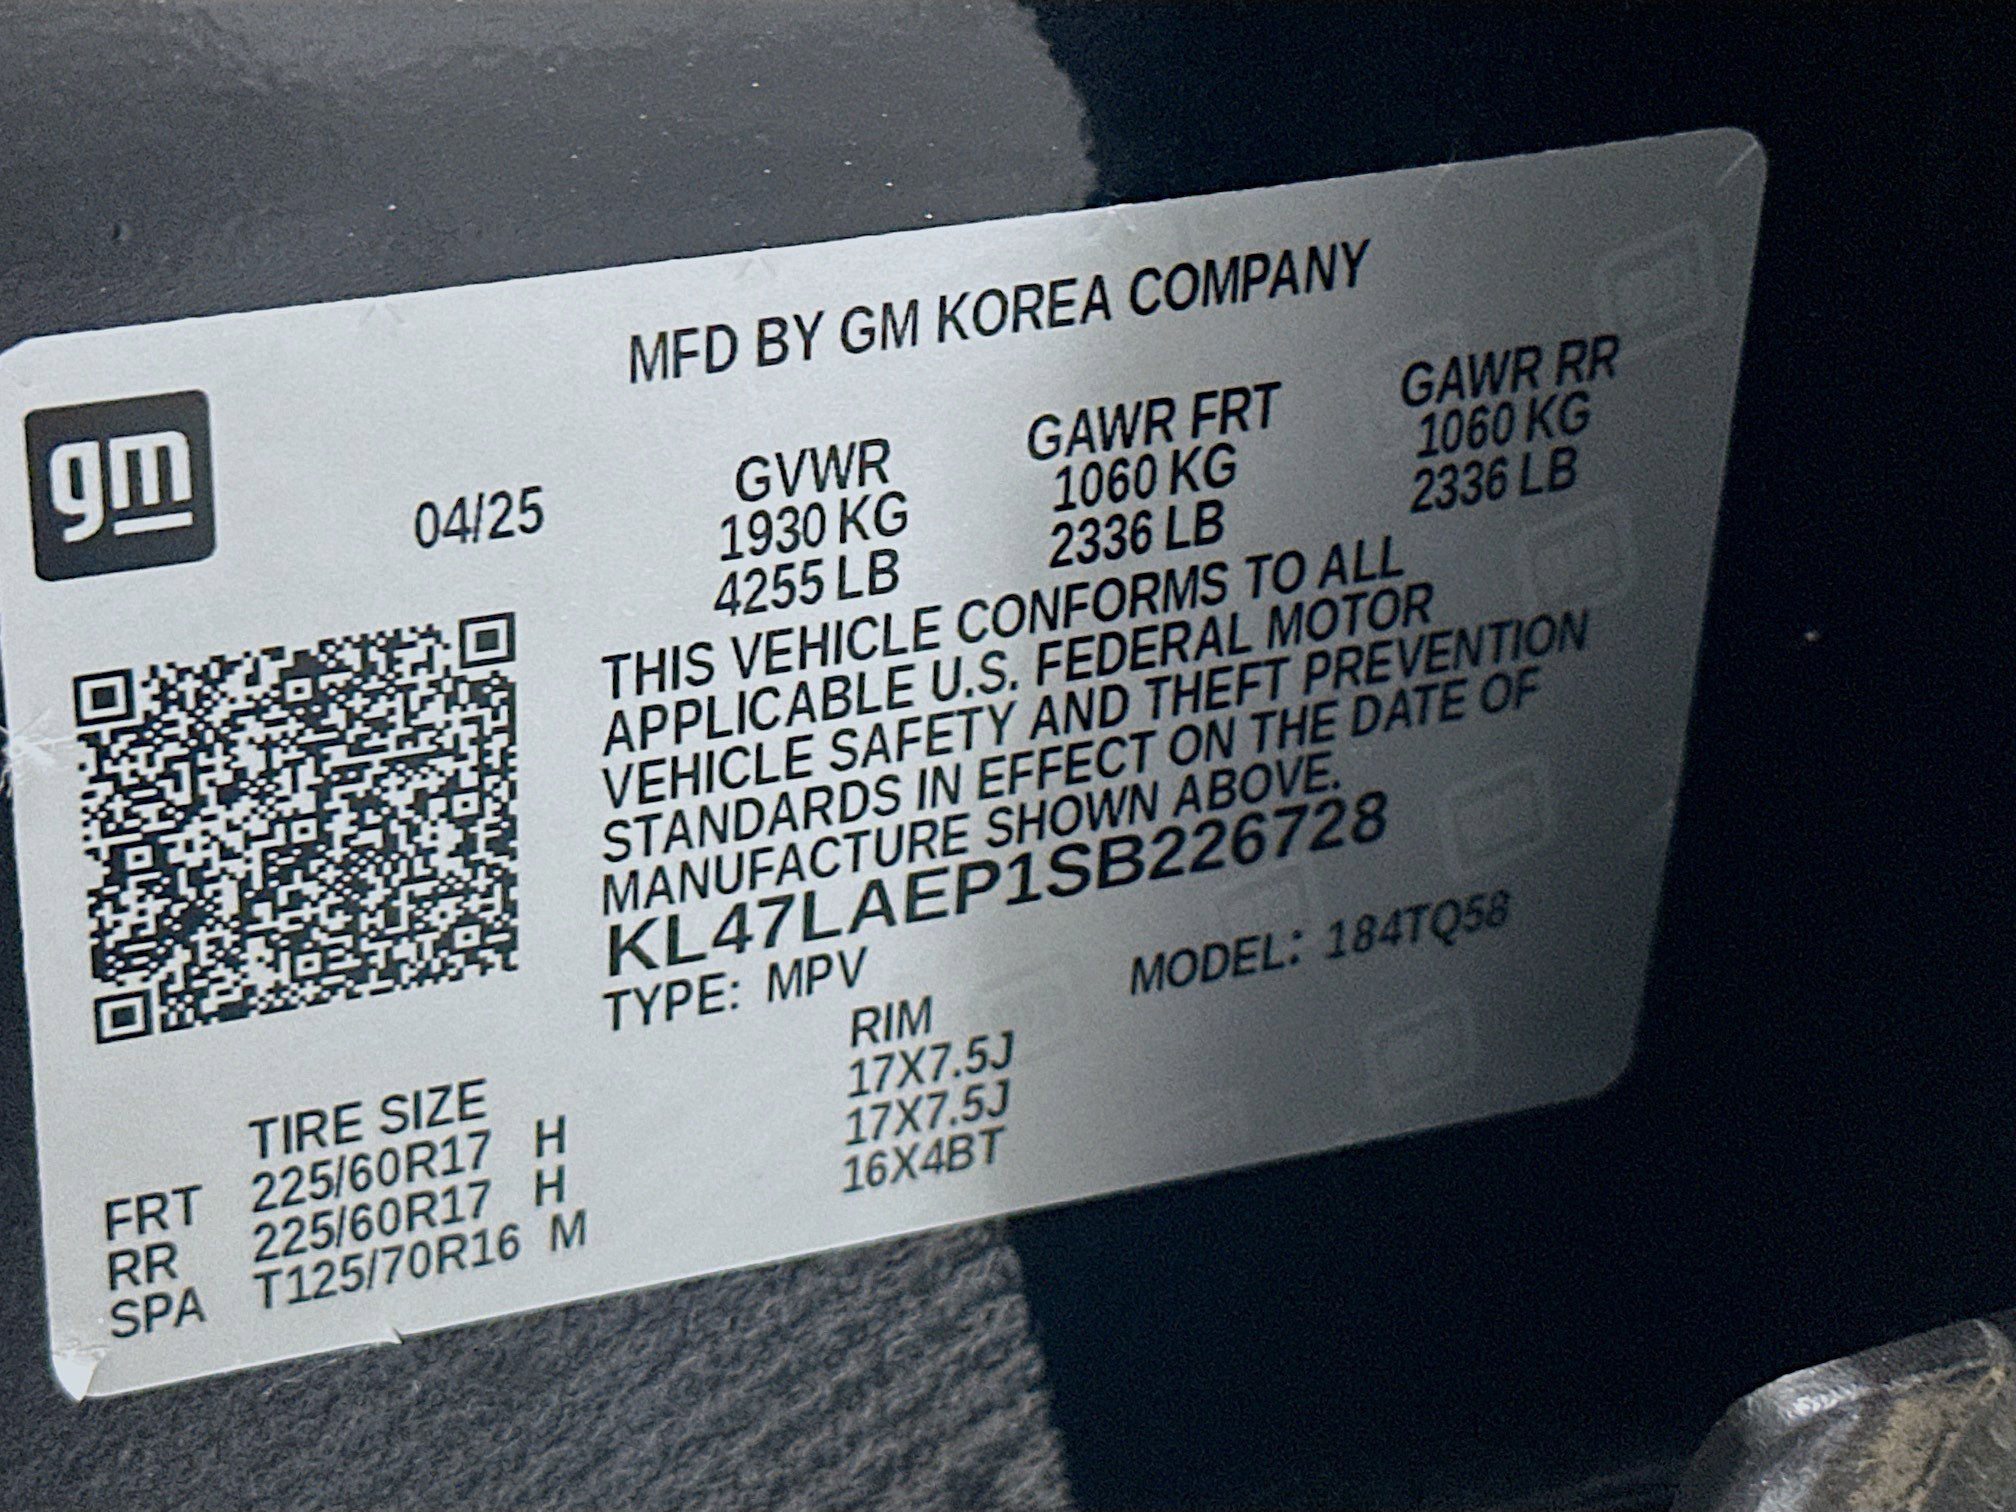 MFD BY GM KOREA COMPANY
gm
04/25
GVWR GAWR FRT GAWR RR
1930 KG 1060 KG 1060 KG
4255 LB 2336 LB 2336 LB
THIS VEHICLE CONFORMS TO ALL
APPLICABLE U.S. FEDERAL MOTOR
VEHICLE SAFETY AND THEFT PREVENTION
STANDARDS IN EFFECT ON THE DATE OF
MANUFACTURE SHOWN ABOVE.
KL47LAEP1SB226728
TYPE: MPV MODEL: 184TQ58
TIRE SIZE RIM
FRT 225/60R17 H 17X7.5J
RR 225/60R17 H 17X7.5J
SPA T125/70R16 M 16X4BT